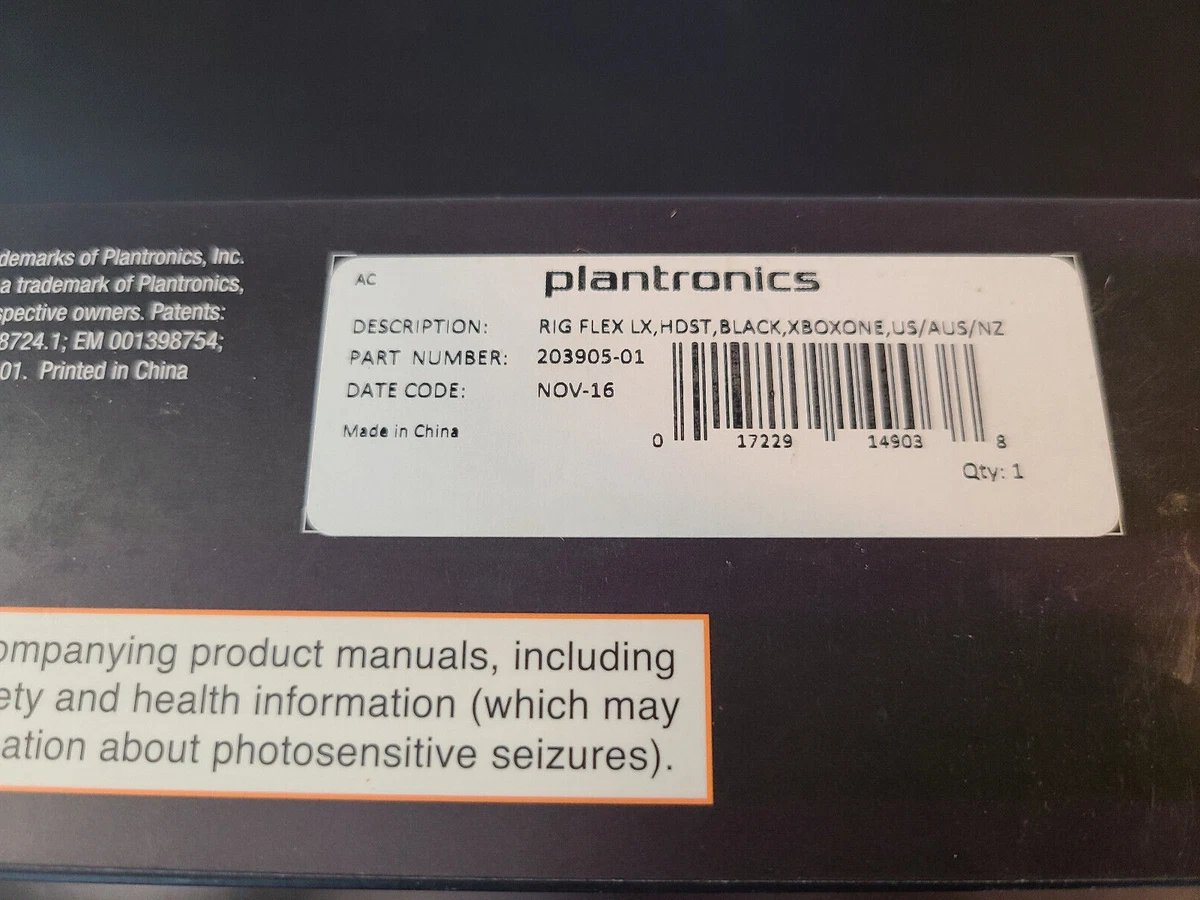 demarks of Plantronics, Inc.
a trademark of Plantronics,
spective owners. Patents:
8724.1; EM 001398754;
01. Printed in China
AC
plantronics
DESCRIPTION: RIG FLEX LX,HDST,BLACK,XBOXONE,US/AUS/NZ
PART NUMBER: 203905-01
DATE CODE: NOV-16
Made in China
0 17229 14903 8
Qty: 1
ompanying product manuals, including
ety and health information (which may
ation about photosensitive seizures).